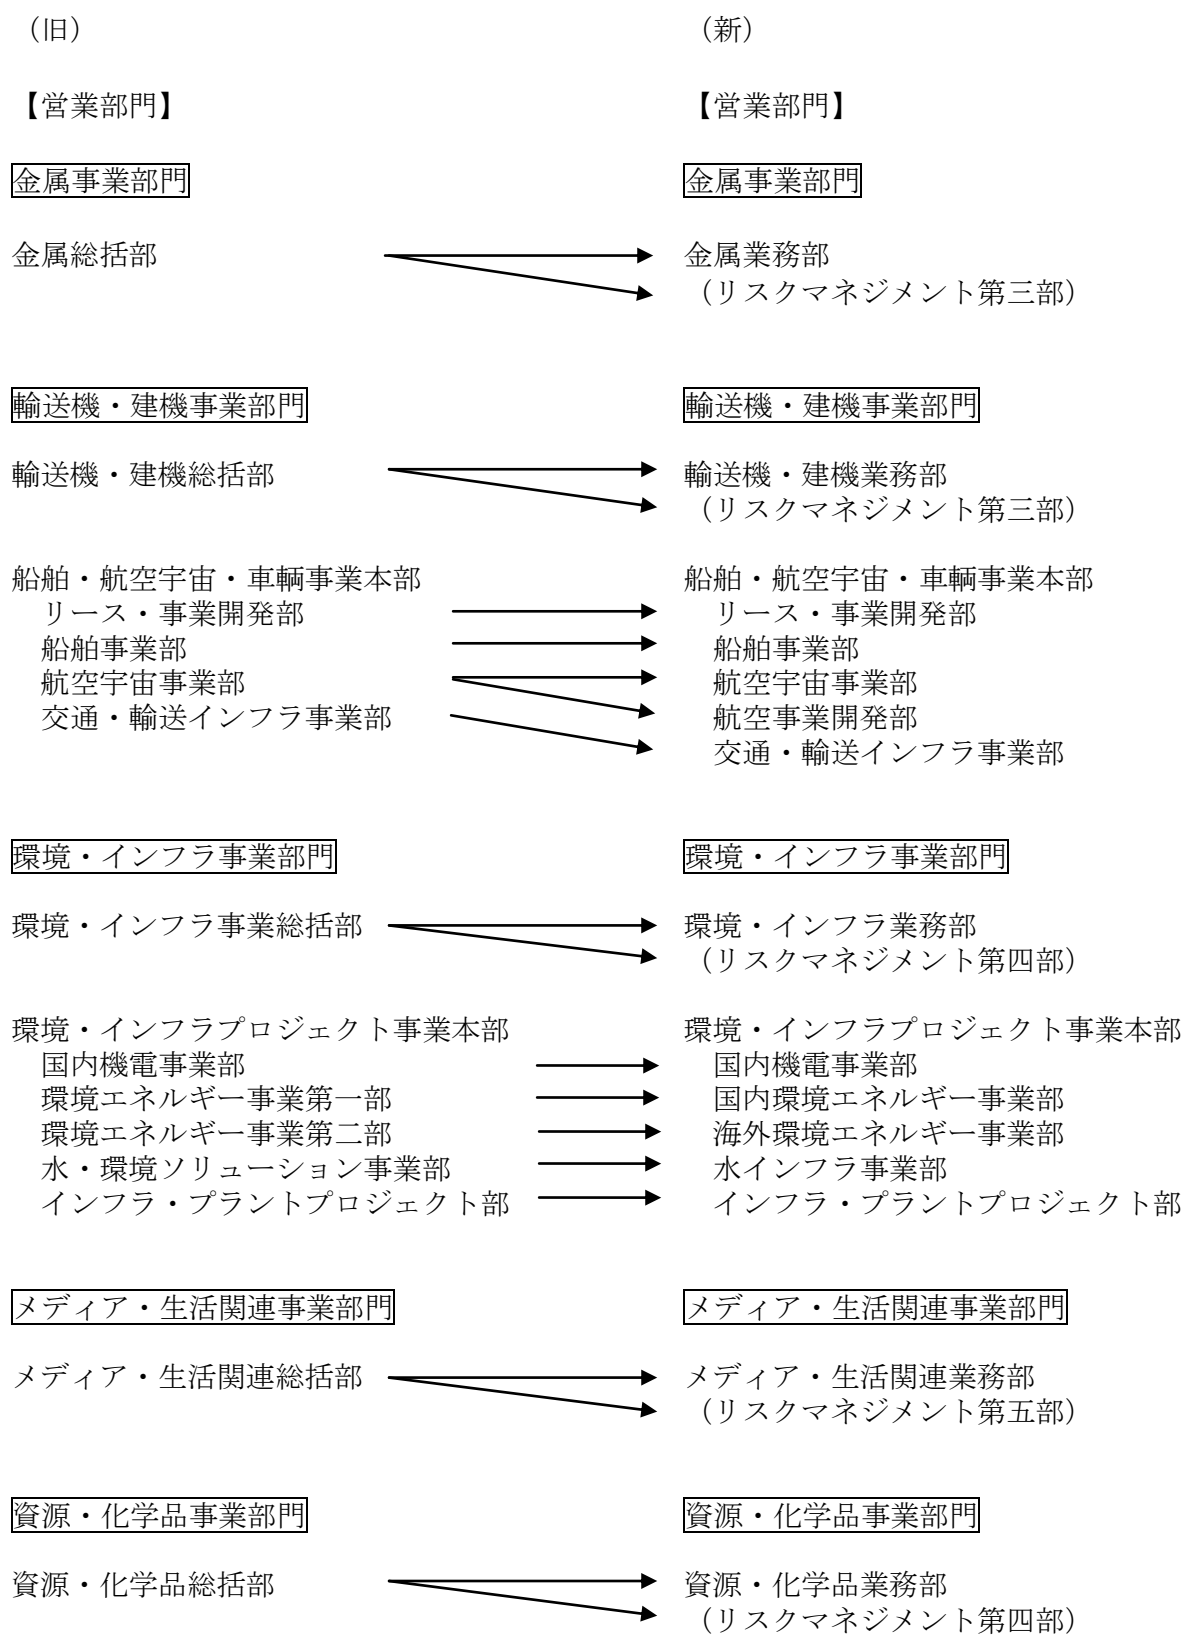 （旧） （新）
【営業部門】 【営業部門】
金属事業部門 金属事業部門
金属総括部 金属業務部
（リスクマネジメント第三部）
輸送機・建機事業部門 輸送機・建機事業部門
輸送機・建機総括部 輸送機・建機業務部
（リスクマネジメント第三部）
船舶・航空宇宙・車輌事業本部 船舶・航空宇宙・車輌事業本部
リース・事業開発部 リース・事業開発部
船舶事業部 船舶事業部
航空宇宙事業部 航空宇宙事業部
交通・輸送インフラ事業部 航空事業開発部
交通・輸送インフラ事業部
環境・インフラ事業部門 環境・インフラ事業部門
環境・インフラ事業総括部 環境・インフラ業務部
（リスクマネジメント第四部）
環境・インフラプロジェクト事業本部 環境・インフラプロジェクト事業本部
国内機電事業部 国内機電事業部
環境エネルギー事業第一部 国内環境エネルギー事業部
環境エネルギー事業第二部 海外環境エネルギー事業部
水・環境ソリューション事業部 水インフラ事業部
インフラ・プラントプロジェクト部 インフラ・プラントプロジェクト部
メディア・生活関連事業部門 メディア・生活関連事業部門
メディア・生活関連総括部 メディア・生活関連業務部
（リスクマネジメント第五部）
資源・化学品事業部門 資源・化学品事業部門
資源・化学品総括部 資源・化学品業務部
（リスクマネジメント第四部）